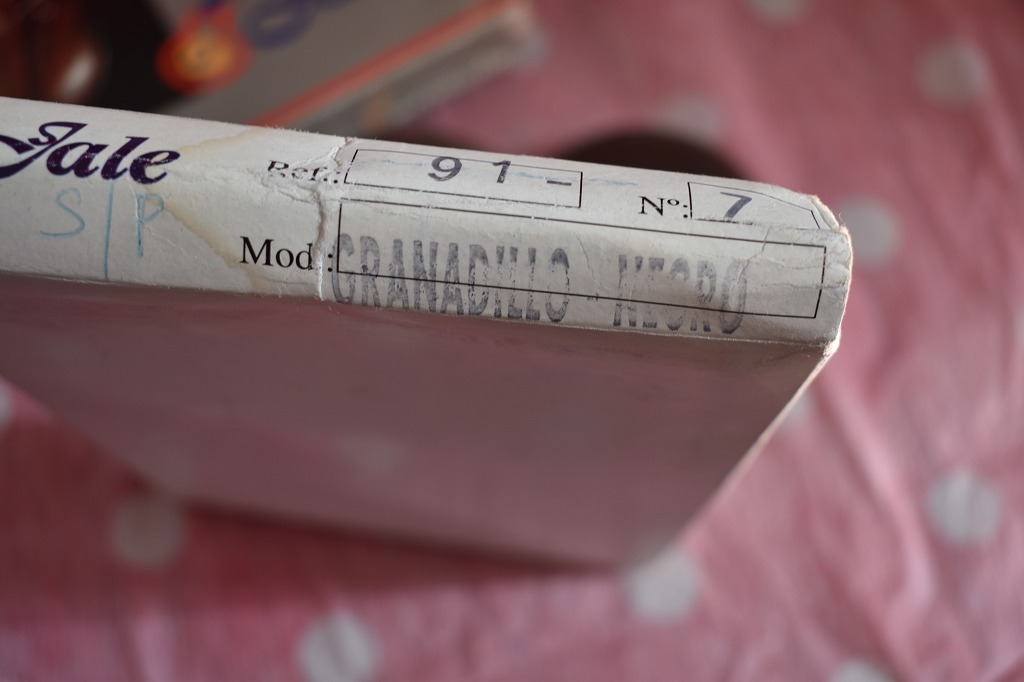 Jale
S|P
Ref.: 91-
Nº: 7
Mod.: GRANADILLO - NEGRO